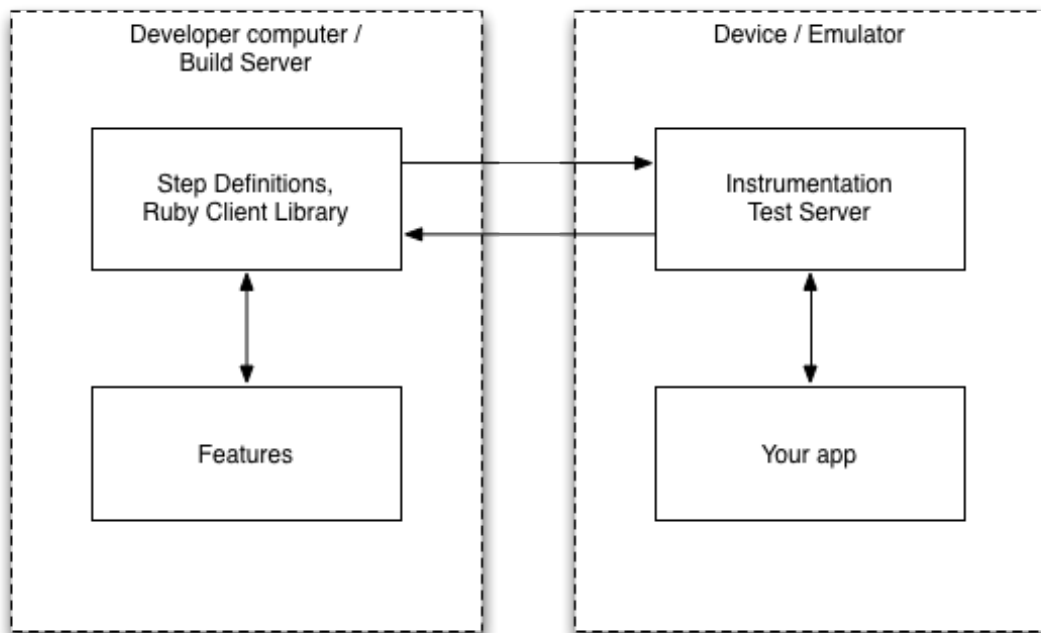 Developer computer /
Build Server
Step Definitions,
Ruby Client Library
Features
Device / Emulator
Instrumentation
Test Server
Your app